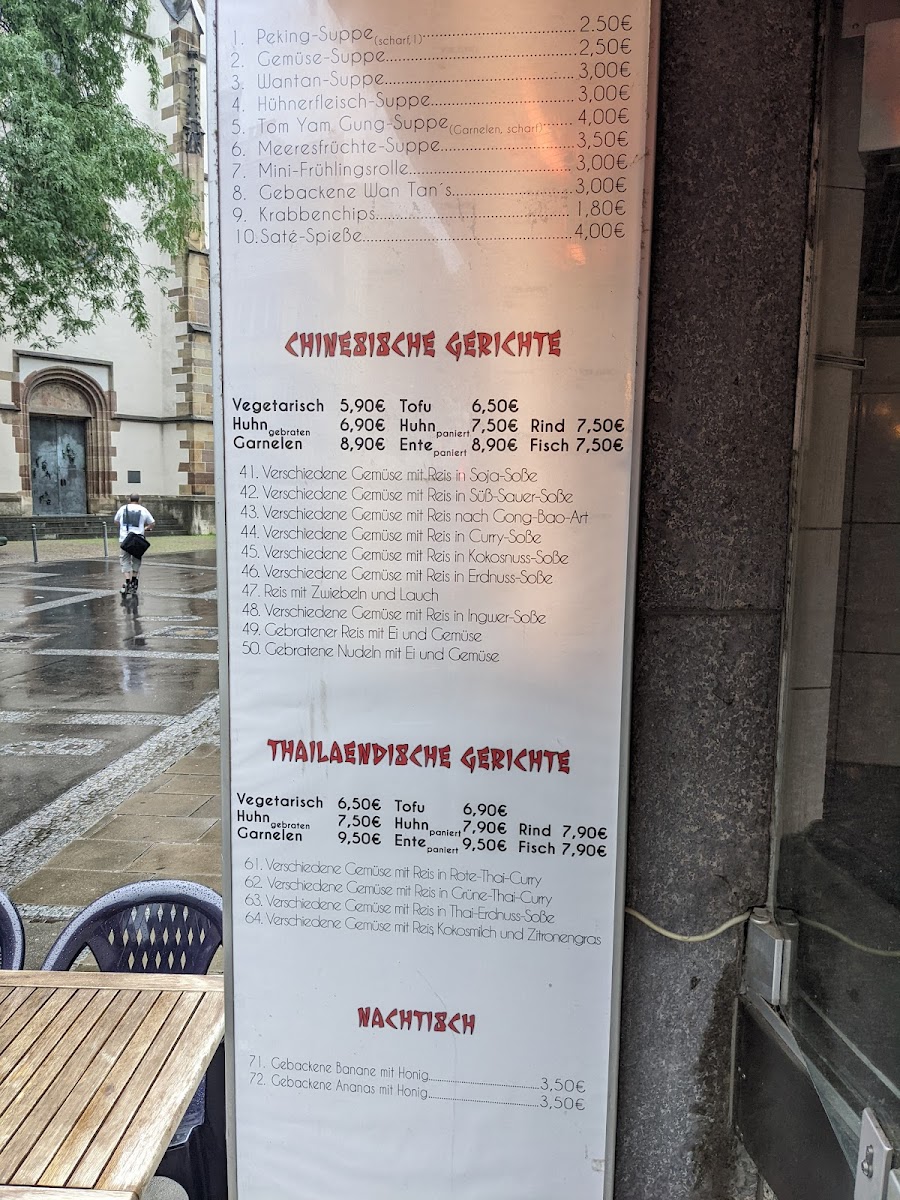 1. Peking-Suppe(scharf,1) 2.50€
2. Gemüse-Suppe 2,50€
3. Wantan-Suppe 3,00€
4. Hühnerfleisch-Suppe 3,00€
5. Tom Yam Gung-Suppe(Garnelen, scharf) 4,00€
6. Meeresfrüchte-Suppe 3,50€
7. Mini-Frühlingsrolle 3,00€
8. Gebackene Wan Tan´s 3,00€
9. Krabbenchips 1,80€
10. Saté-Spieße 4,00€
CHINESISCHE GERICHTE
Vegetarisch 5,90€ Tofu 6,50€
Huhn gebraten 6,90€ Huhn paniert 7,50€ Rind 7,50€
Garnelen 8,90€ Ente paniert 8,90€ Fisch 7,50€
41. Verschiedene Gemüse mit Reis in Soja-Soße
42. Verschiedene Gemüse mit Reis in Süß-Sauer-Soße
43. Verschiedene Gemüse mit Reis nach Gong-Bao-Art
44. Verschiedene Gemüse mit Reis in Curry-Soße
45. Verschiedene Gemüse mit Reis in Kokosnuss-Soße
46. Verschiedene Gemüse mit Reis in Erdnuss-Soße
47. Reis mit Zwiebeln und Lauch
48. Verschiedene Gemüse mit Reis in Ingwer-Soße
49. Gebratener Reis mit Ei und Gemüse
50. Gebratene Nudeln mit Ei und Gemüse
THAILAENDISCHE GERICHTE
Vegetarisch 6,50€ Tofu 6,90€
Huhn gebraten 7,50€ Huhn paniert 7,90€ Rind 7,90€
Garnelen 9,50€ Ente paniert 9,50€ Fisch 7,90€
61. Verschiedene Gemüse mit Reis in Rote-Thai-Curry
62. Verschiedene Gemüse mit Reis in Grüne-Thai-Curry
63. Verschiedene Gemüse mit Reis in Thai-Erdnuss-Soße
64. Verschiedene Gemüse mit Reis, Kokosmilch und Zitronengras
NACHTISCH
71. Gebackene Banane mit Honig 3,50€
72. Gebackene Ananas mit Honig 3,50€